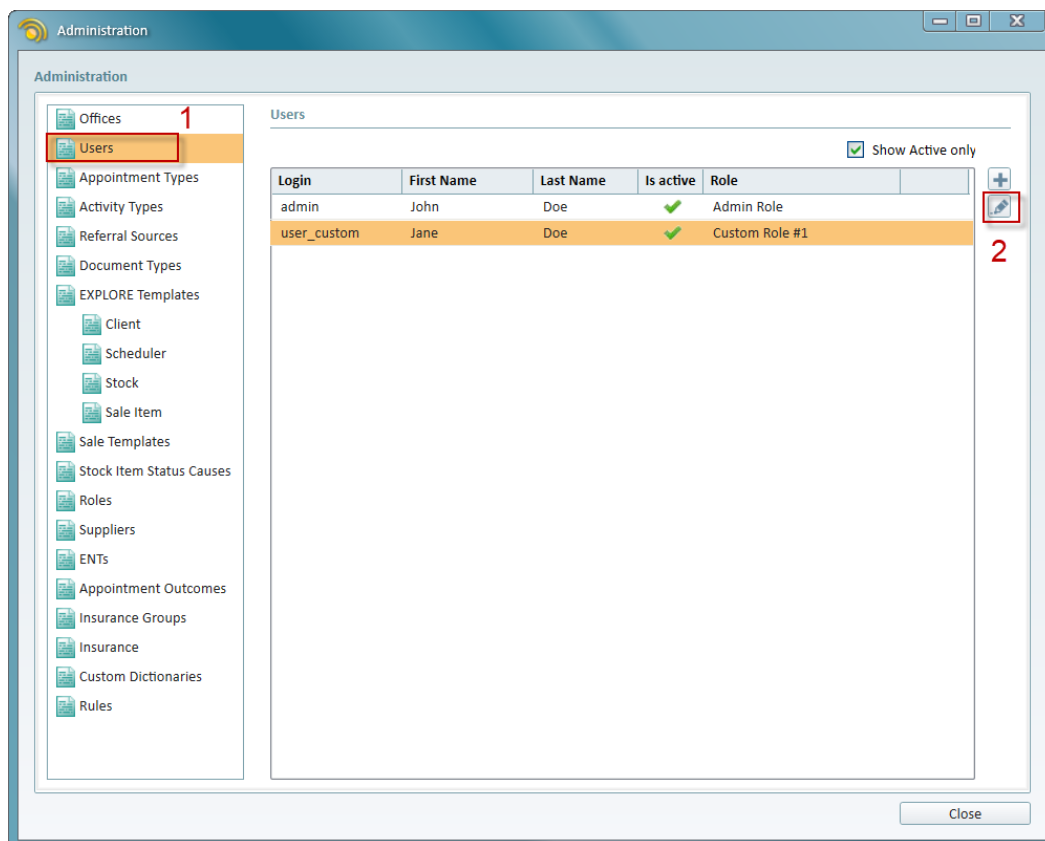 Administration
Administration
Offices
1
Users
Appointment Types
Activity Types
Referral Sources
Document Types
EXPLORE Templates
Client
Scheduler
Stock
Sale Item
Sale Templates
Stock Item Status Causes
Roles
Suppliers
ENTs
Appointment Outcomes
Insurance Groups
Insurance
Custom Dictionaries
Rules
Users
Show Active only
Login First Name Last Name Is active Role
admin John Doe Admin Role
user_custom Jane Doe Custom Role #1
2
Close